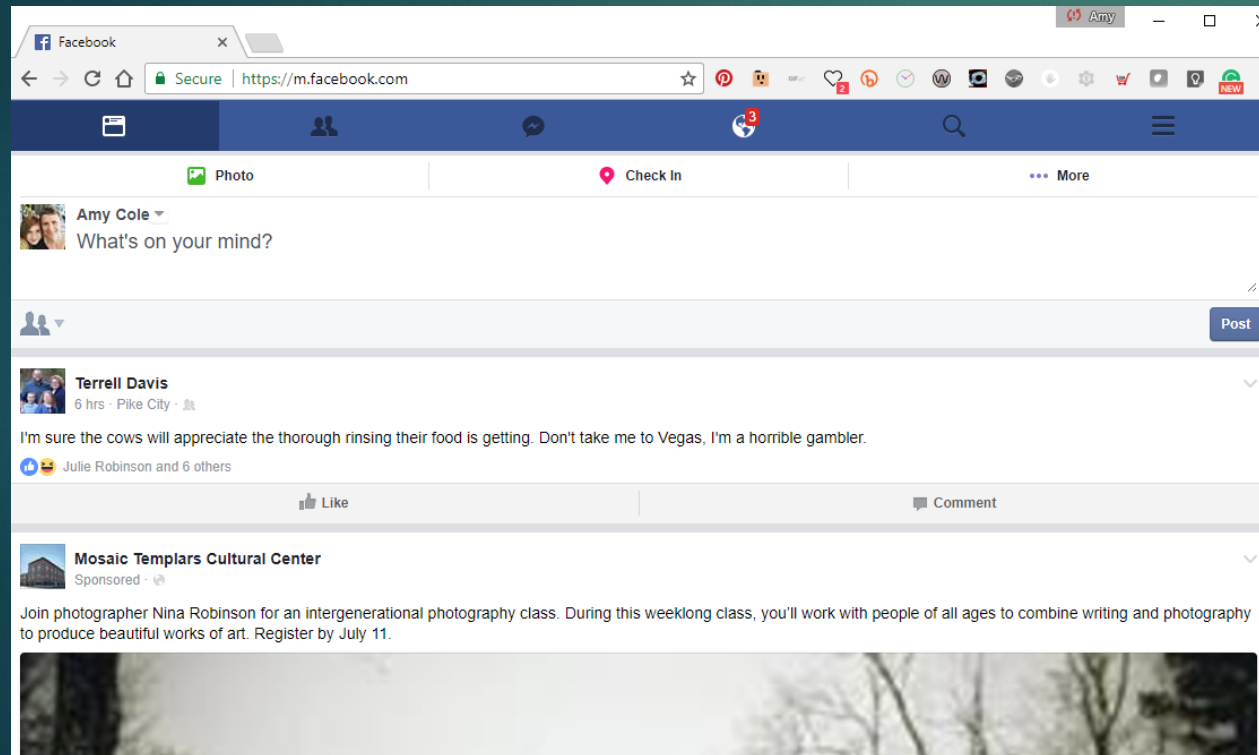 Amy
Facebook
Secure | https://m.facebook.com
2
NEW
3
Photo
Check In
More
Amy Cole
What's on your mind?
Post
Terrell Davis
6 hrs · Pike City ·
I'm sure the cows will appreciate the thorough rinsing their food is getting. Don't take me to Vegas, I'm a horrible gambler.
Julie Robinson and 6 others
Like
Comment
Mosaic Templars Cultural Center
Sponsored ·
Join photographer Nina Robinson for an intergenerational photography class. During this weeklong class, you'll work with people of all ages to combine writing and photography
to produce beautiful works of art. Register by July 11.